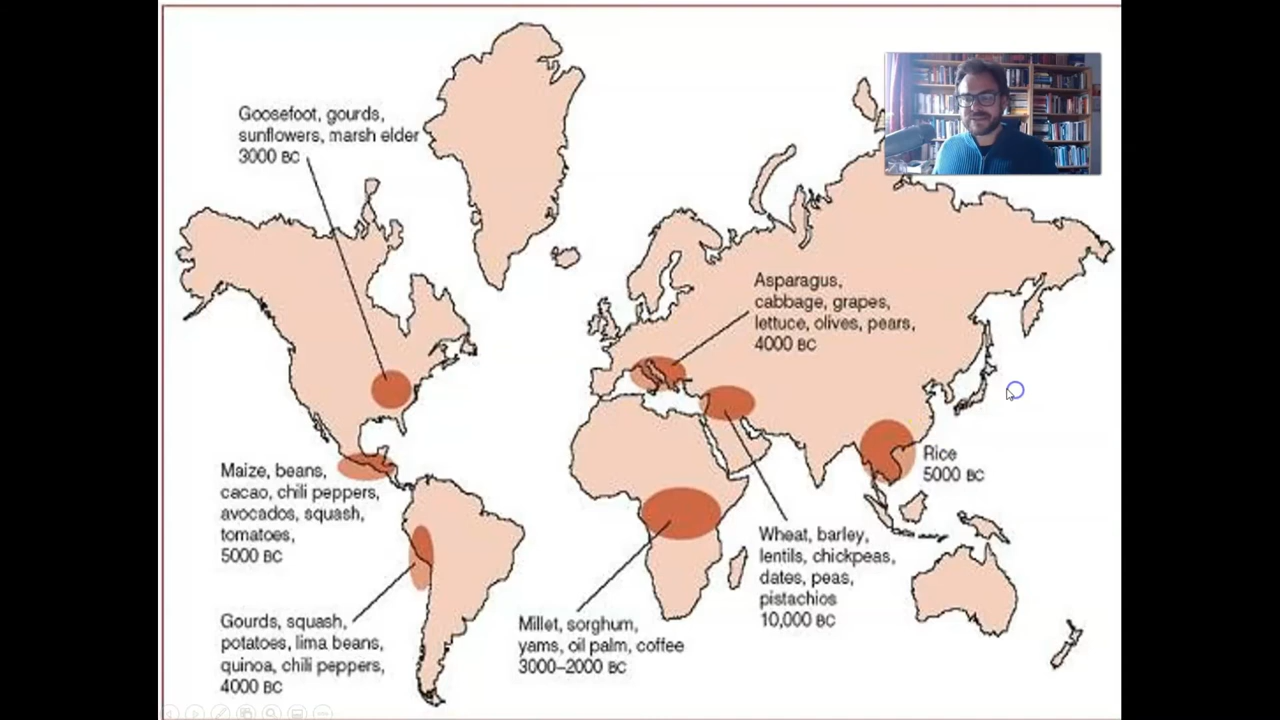 Goosefoot, gourds,
sunflowers, marsh elder
3000 BC
Asparagus,
cabbage, grapes,
lettuce, olives, pears,
4000 BC
Rice
5000 BC
Maize, beans,
cacao, chili peppers,
avocados, squash,
tomatoes,
5000 BC
Wheat, barley,
lentils, chickpeas,
dates, peas,
pistachios
10,000 BC
Gourds, squash,
potatoes, lima beans,
quinoa, chili peppers,
4000 BC
Millet, sorghum,
yams, oil palm, coffee
3000–2000 BC